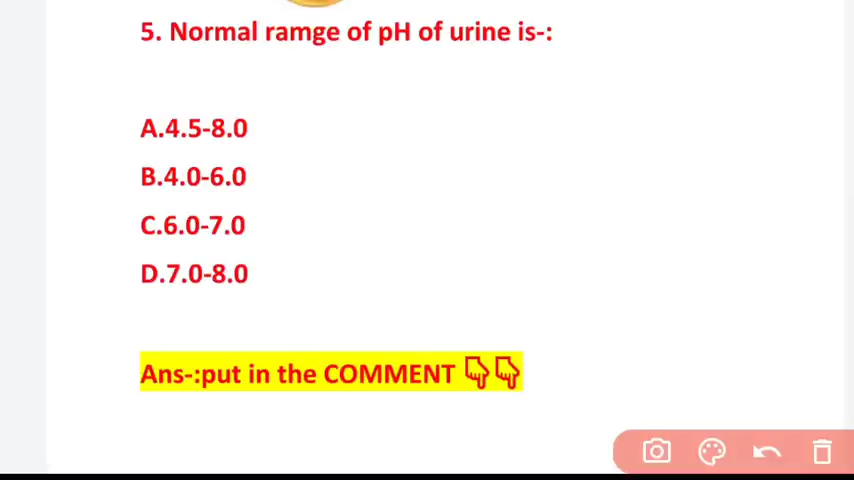 5. Normal ramge of pH of urine is-:
A.4.5-8.0
B.4.0-6.0
C.6.0-7.0
D.7.0-8.0
Ans-:put in the COMMENT 👇👇